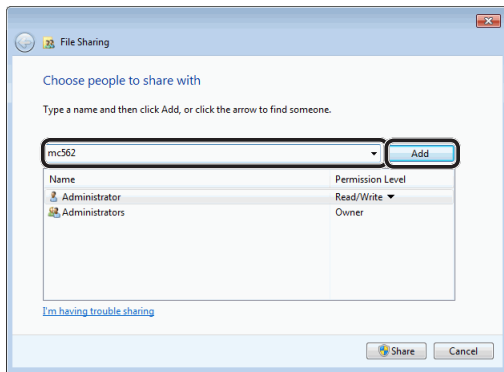 File Sharing
Choose people to share with
Type a name and then click Add, or click the arrow to find someone.
mc562 Add
Name Permission Level
Administrator Read/Write
Administrators Owner
I'm having trouble sharing
Share Cancel